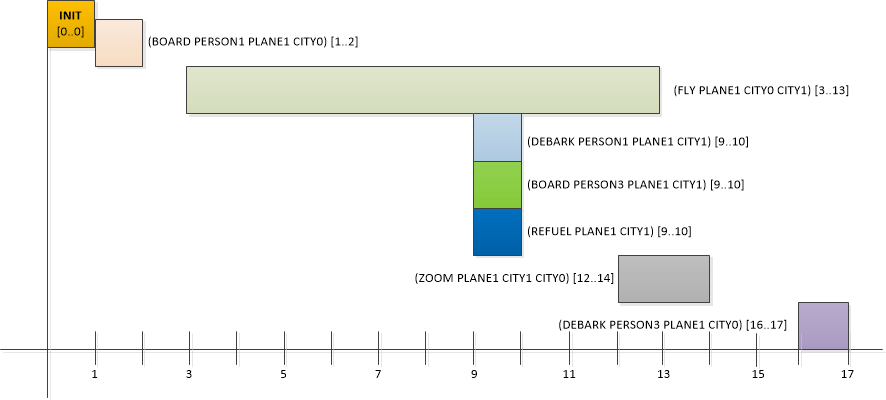 INIT
[0..0]
(BOARD PERSON1 PLANE1 CITY0) [1..2]
(FLY PLANE1 CITY0 CITY1) [3..13]
(DEBARK PERSON1 PLANE1 CITY1) [9..10]
(BOARD PERSON3 PLANE1 CITY1) [9..10]
(REFUEL PLANE1 CITY1) [9..10]
(ZOOM PLANE1 CITY1 CITY0) [12..14]
(DEBARK PERSON3 PLANE1 CITY0) [16..17]
1 3 5 7 9 11 13 15 17